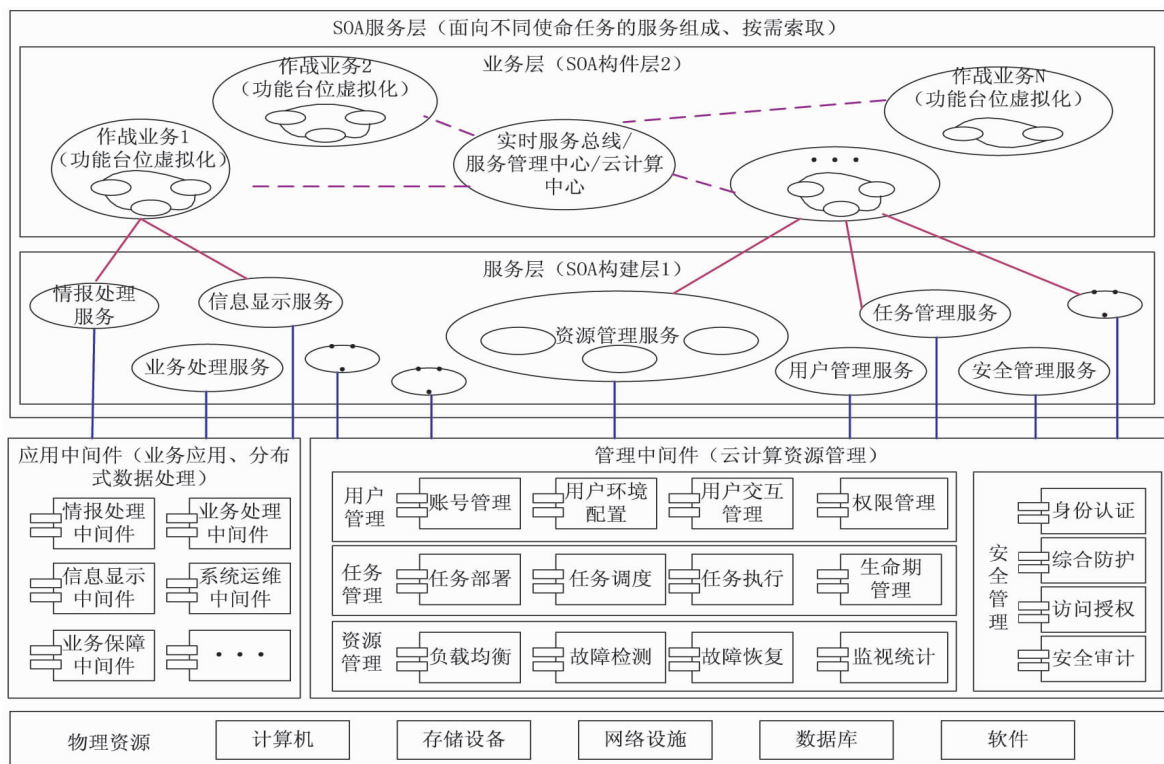 SOA服务层（面向不同使命任务的服务组成、按需索取）
业务层（SOA构件层2）
作战业务2
（功能台位虚拟化）
作战业务N
（功能台位虚拟化）
作战业务1
（功能台位虚拟化）
实时服务总线/
服务管理中心/云计算
中心
• • •
服务层（SOA构建层1）
情报处理
服务
信息显示服务
业务处理服务
资源管理服务
任务管理服务
用户管理服务
安全管理服务
应用中间件（业务应用、分布
式数据处理）
情报处理
中间件
业务处理
中间件
信息显示
中间件
系统运维
中间件
业务保障
中间件
• • •
管理中间件（云计算资源管理）
用户
管理
账号管理
用户环境
配置
用户交互
管理
权限管理
任务
管理
任务部署
任务调度
任务执行
生命期
管理
资源
管理
负载均衡
故障检测
故障恢复
监视统计
安
全
管
理
身份认证
综合防护
访问授权
安全审计
物理资源
计算机
存储设备
网络设施
数据库
软件